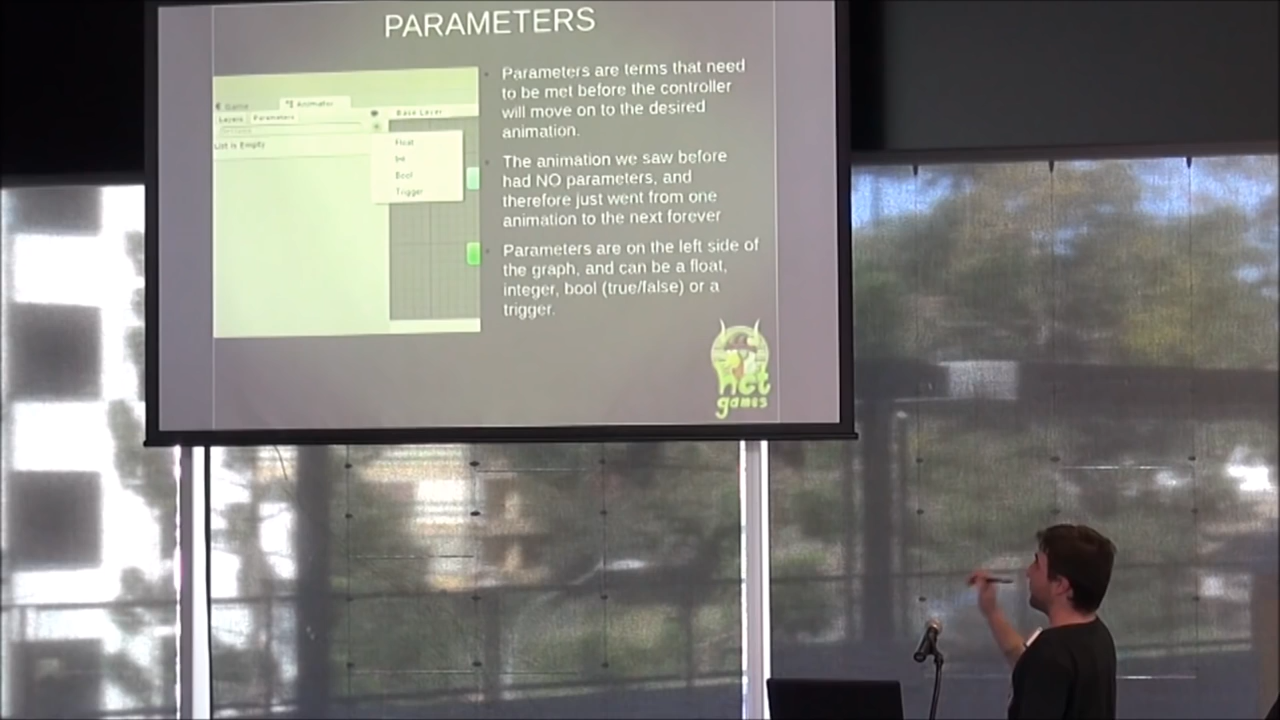 PARAMETERS
Game
Animator
Layers
Parameters
Base Layer
List is Empty
Float
Int
Bool
Trigger
Parameters are terms that need
to be met before the controller
will move on to the desired
animation.
The animation we saw before
had NO parameters, and
therefore just went from one
animation to the next forever
Parameters are on the left side of
the graph, and can be a float,
integer, bool (true/false) or a
trigger.
games